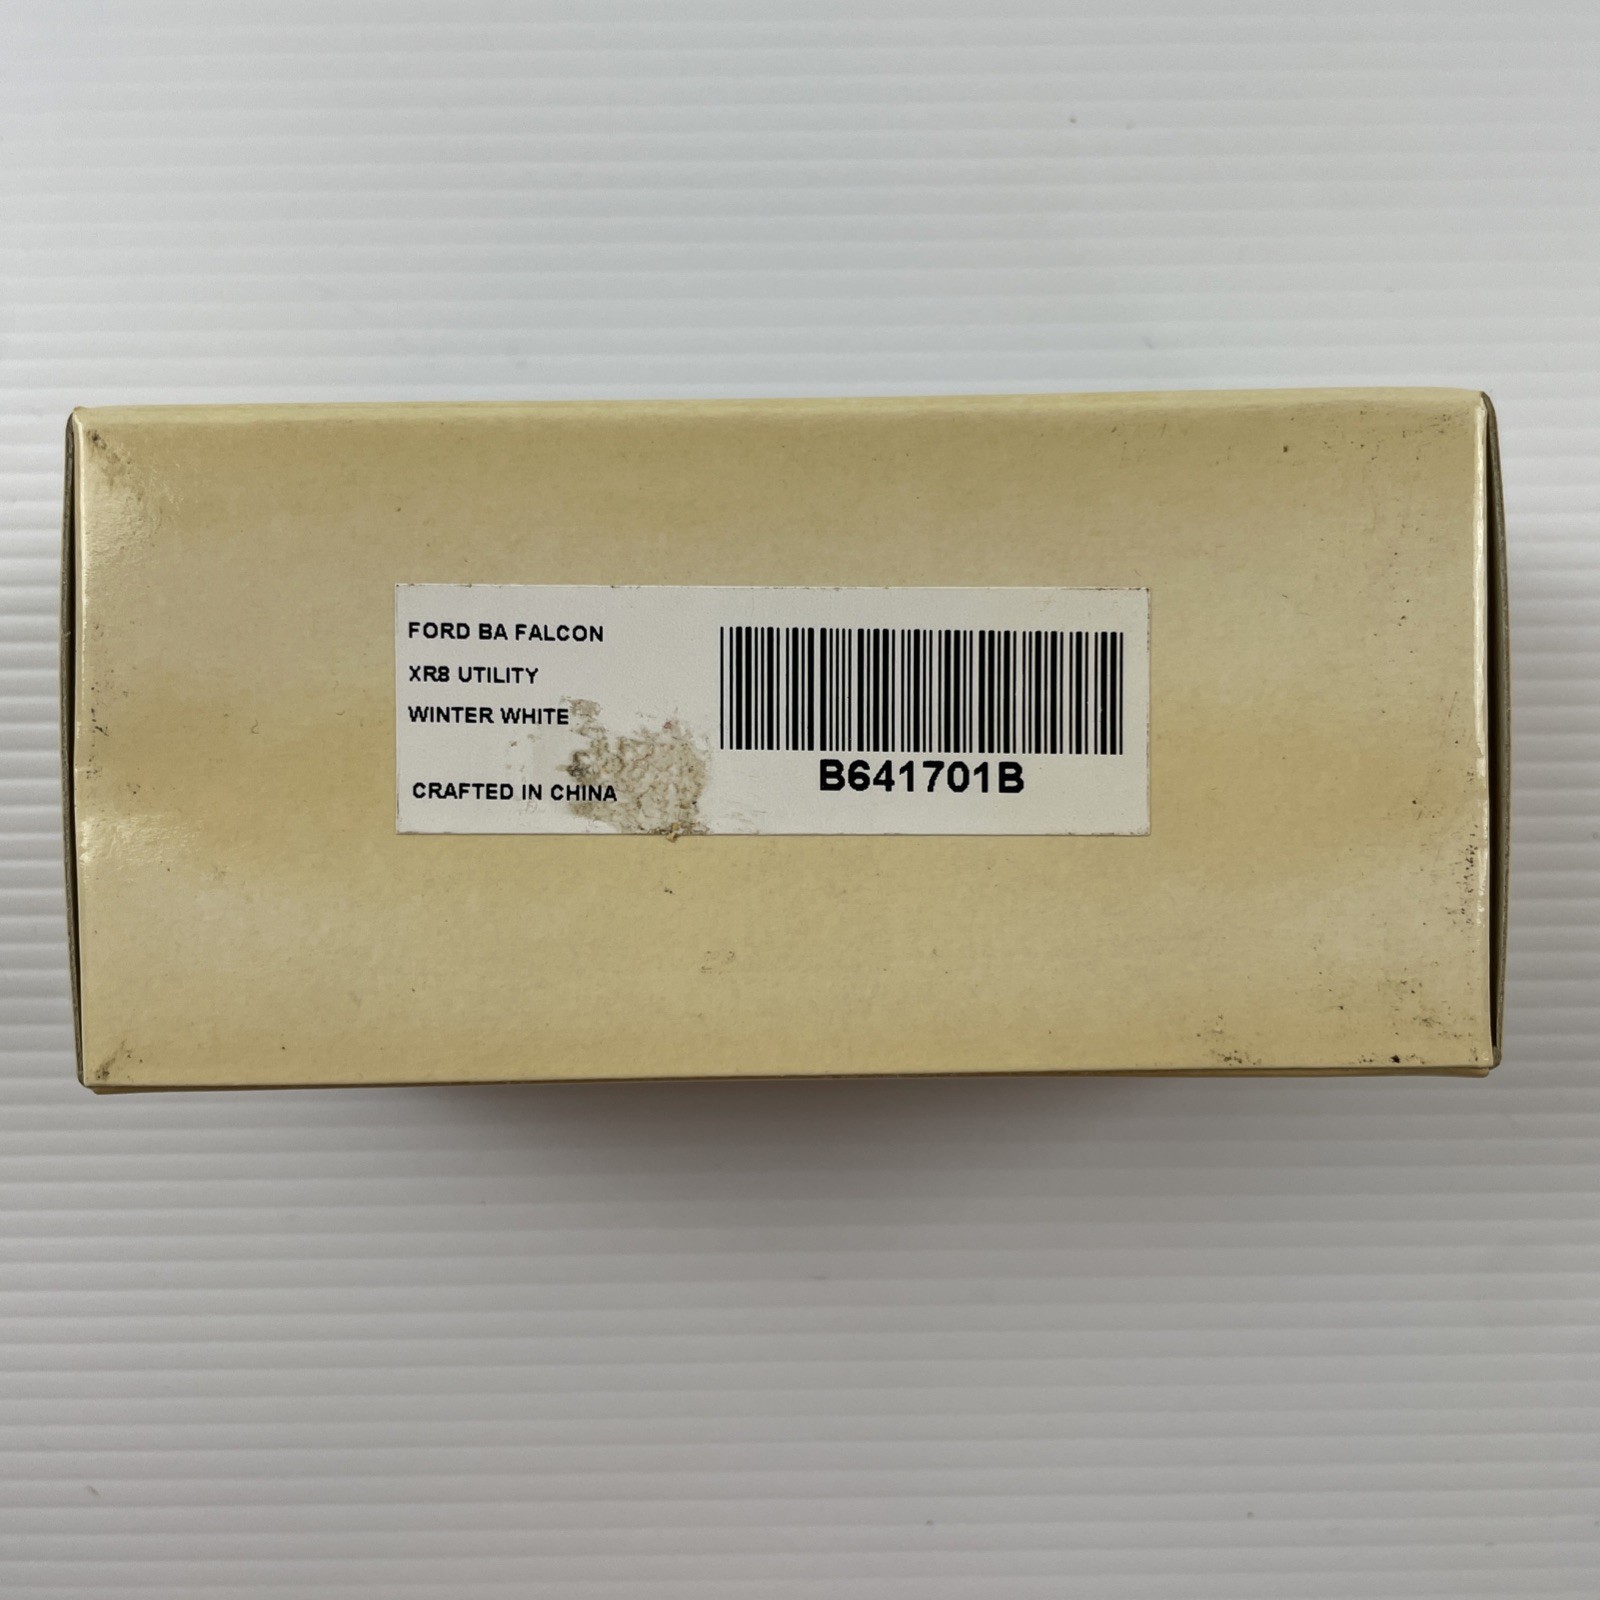 FORD BA FALCON
XR8 UTILITY
WINTER WHITE
CRAFTED IN CHINA
B641701B